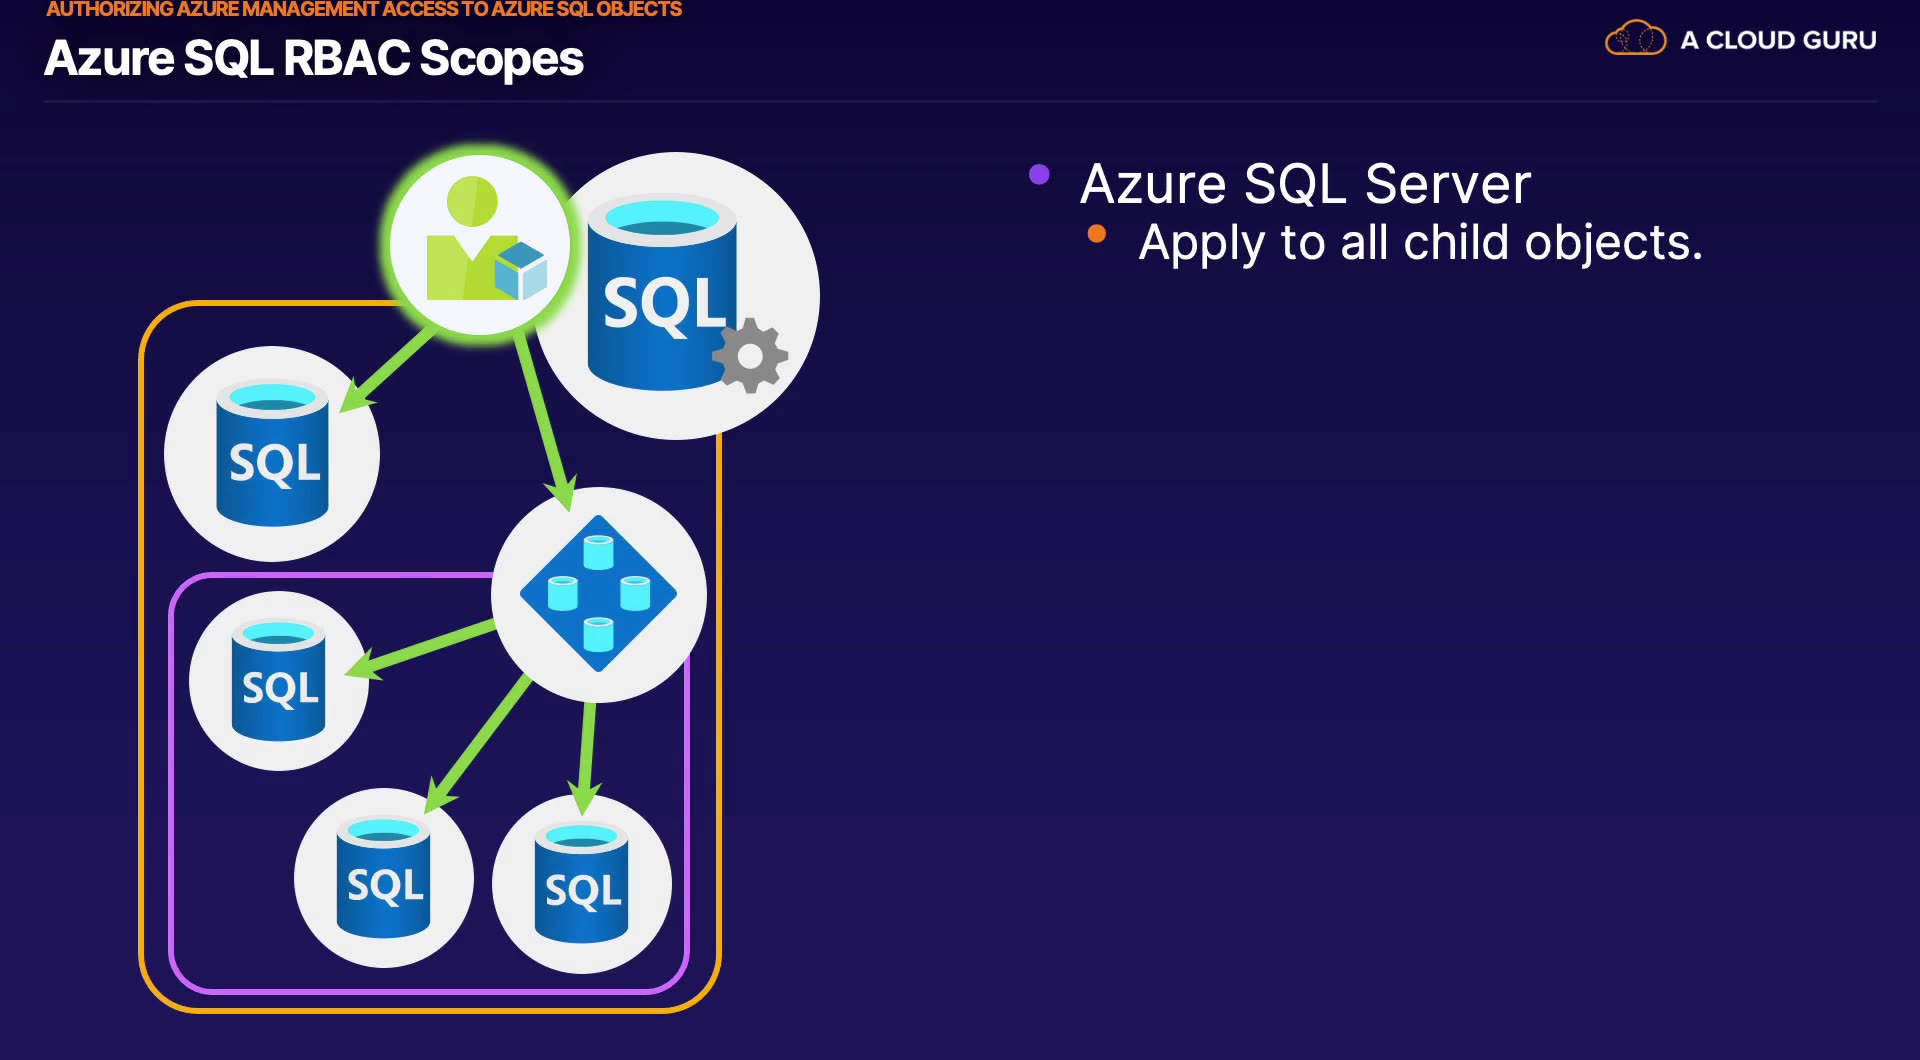 AUTHORIZING AZURE MANAGEMENT ACCESS TO AZURE SQL OBJECTS
Azure SQL RBAC Scopes
A CLOUD GURU
Azure SQL Server
Apply to all child objects.
SQL
SQL
SQL
SQL
SQL